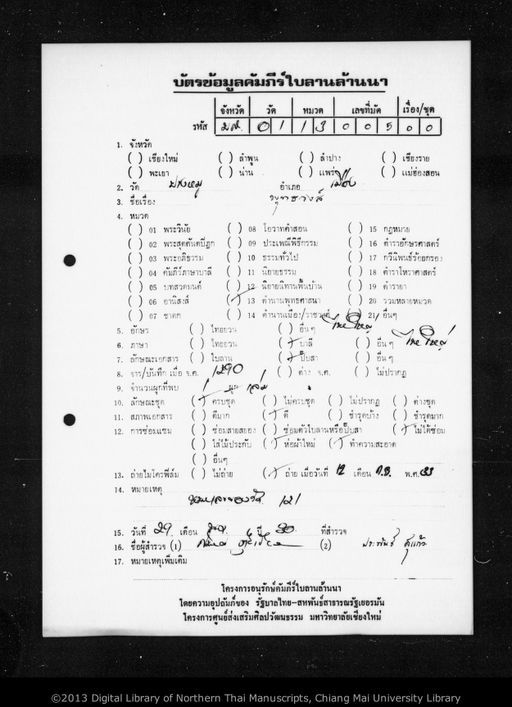 บัตรข้อมูลคัมภีร์ใบลานล้านนา
จังหวัด วัด หมวด เลขที่มัด เรื่อง/ชุด
รหัส มส. 0 1 1 3 0 0 5 0 0
1. จังหวัด
( ) เชียงใหม่ ( ) ลำพูน ( ) ลำปาง ( ) เชียงราย
( ) พะเยา ( ) น่าน ( ) แพร่ ( ) แม่ฮ่องสอน
2. วัด อำเภอ เมือง
3. ชื่อเรื่อง
4. หมวด
( ) 01 พระวินัย ( ) 08 โอวาทคำสอน ( ) 15 กฎหมาย
( ) 02 พระสุตตันตปิฎก ( ) 09 ประเพณีพิธีกรรม ( ) 16 ตำราอักษรศาสตร์
( ) 03 พระอภิธรรม ( ) 10 ธรรมทั่วไป ( ) 17 กวีนิพนธ์ร้อยกรอง
( ) 04 คัมภีร์ภาษาบาลี ( ) 11 นิยายธรรม ( ) 18 ตำราโหราศาสตร์
( ) 05 บทสวดมนต์ ( ) 12 นิยายนิทานพื้นบ้าน ( ) 19 ตำรายา
( ) 06 อานิสงส์ (/) 13 ตำนานพุทธศาสนา ( ) 20 รวมหลายหมวด
( ) 07 ชาดก ( ) 14 ตำนานเมือง/ราชวงศ์ ( ) 21 อื่นๆ
5. อักษร ( ) ไทยยวน ( ) อื่น ๆ ไทใหญ่
6. ภาษา ( ) ไทยยวน (/) บาลี ( ) อื่น ๆ ไทใหญ่
7. ลักษณะเอกสาร ( ) ใบลาน (/) ปั๊บสา ( ) อื่น ๆ
8. จาร/บันทึก เมื่อ จ.ศ. 1290 ( ) ต่าง จ.ศ. ( ) ไม่ปรากฏ
9. จำนวนผูกที่พบ 1
10. ลักษณะชุด (/) ครบชุด ( ) ไม่ครบชุด ( ) ไม่ปรากฏ ( ) ต่างชุด
11. สภาพเอกสาร ( ) ดีมาก (/) ดี ( ) ชำรุดบ้าง ( ) ชำรุดมาก
12. การซ่อมแซม ( ) ซ่อมสายสยอง ( ) ซ่อมตัวใบลานหรือปั๊บสา (/) ไม่ได้ซ่อม
( ) ใส่ไม้ประกับ ( ) ห่อผ้าใหม่ (/) ทำความสะอาด
( ) อื่นๆ
13. ถ่ายไมโครฟิล์ม ( ) ไม่ถ่าย (/) ถ่าย เมื่อวันที่ 12 เดือน ก.ย. พ.ศ.
14. หมายเหตุ
121
15. วันที่ 29 เดือน ปี 30 ที่สำรวจ
16. ชื่อผู้สำรวจ (1) (2)
17. หมายเหตุเพิ่มเติม
โครงการอนุรักษ์คัมภีร์ใบลานล้านนา
โดยความอุปถัมภ์ของ รัฐบาลไทย-สหพันธ์สาธารณรัฐเยอรมัน
โครงการศูนย์ส่งเสริมศิลปวัฒนธรรม มหาวิทยาลัยเชียงใหม่
©2013 Digital Library of Northern Thai Manuscripts, Chiang Mai University Library